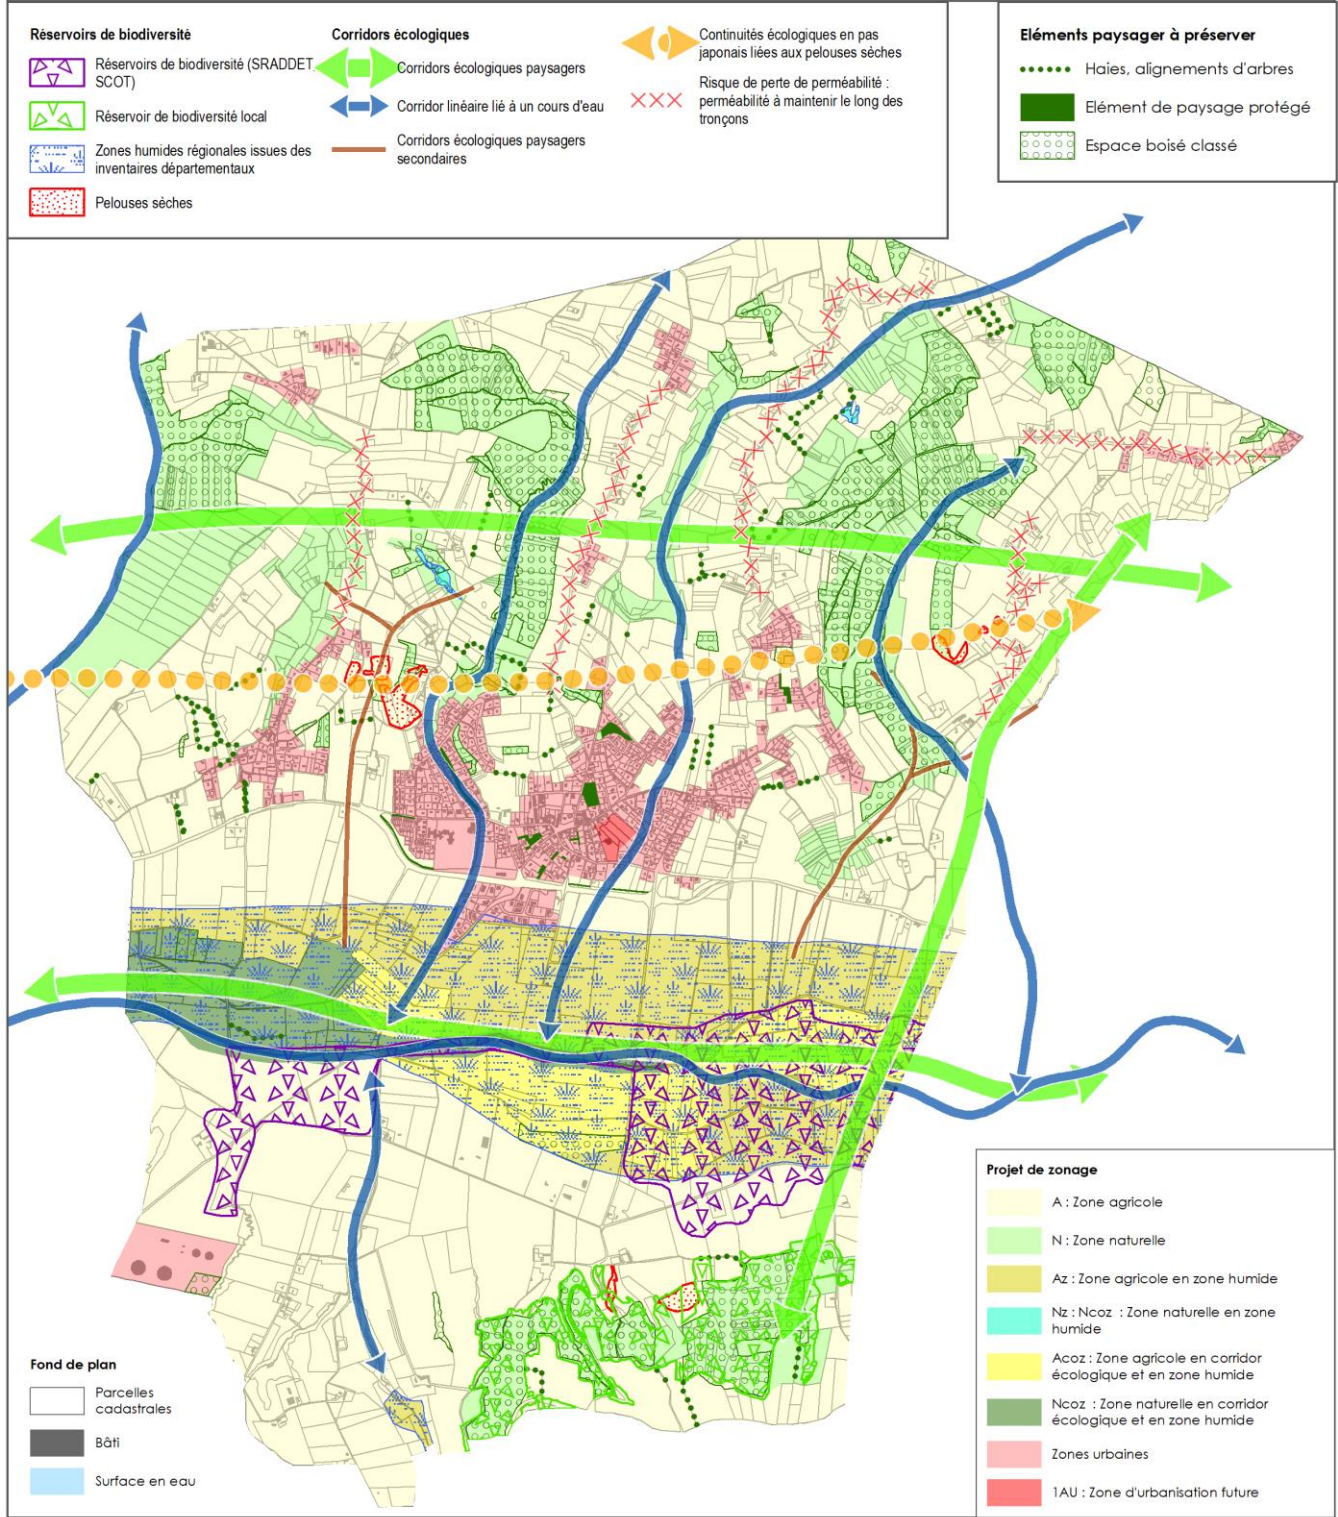 Réservoirs de biodiversité
Réservoirs de biodiversité (SRADDET,
SCOT)
Réservoir de biodiversité local
Zones humides régionales issues des
inventaires départementaux
Pelouses sèches
Corridors écologiques
Corridors écologiques paysagers
Corridor linéaire lié à un cours d'eau
Corridors écologiques paysagers
secondaires
Continuités écologiques en pas
japonais liées aux pelouses sèches
Risque de perte de perméabilité :
perméabilité à maintenir le long des
tronçons
Eléments paysager à préserver
Haies, alignements d'arbres
Elément de paysage protégé
Espace boisé classé
Fond de plan
Parcelles
cadastrales
Bâti
Surface en eau
Projet de zonage
A : Zone agricole
N : Zone naturelle
Az : Zone agricole en zone humide
Nz : Ncoz : Zone naturelle en zone
humide
Acoz : Zone agricole en corridor
écologique et en zone humide
Ncoz : Zone naturelle en corridor
écologique et en zone humide
Zones urbaines
1AU : Zone d'urbanisation future